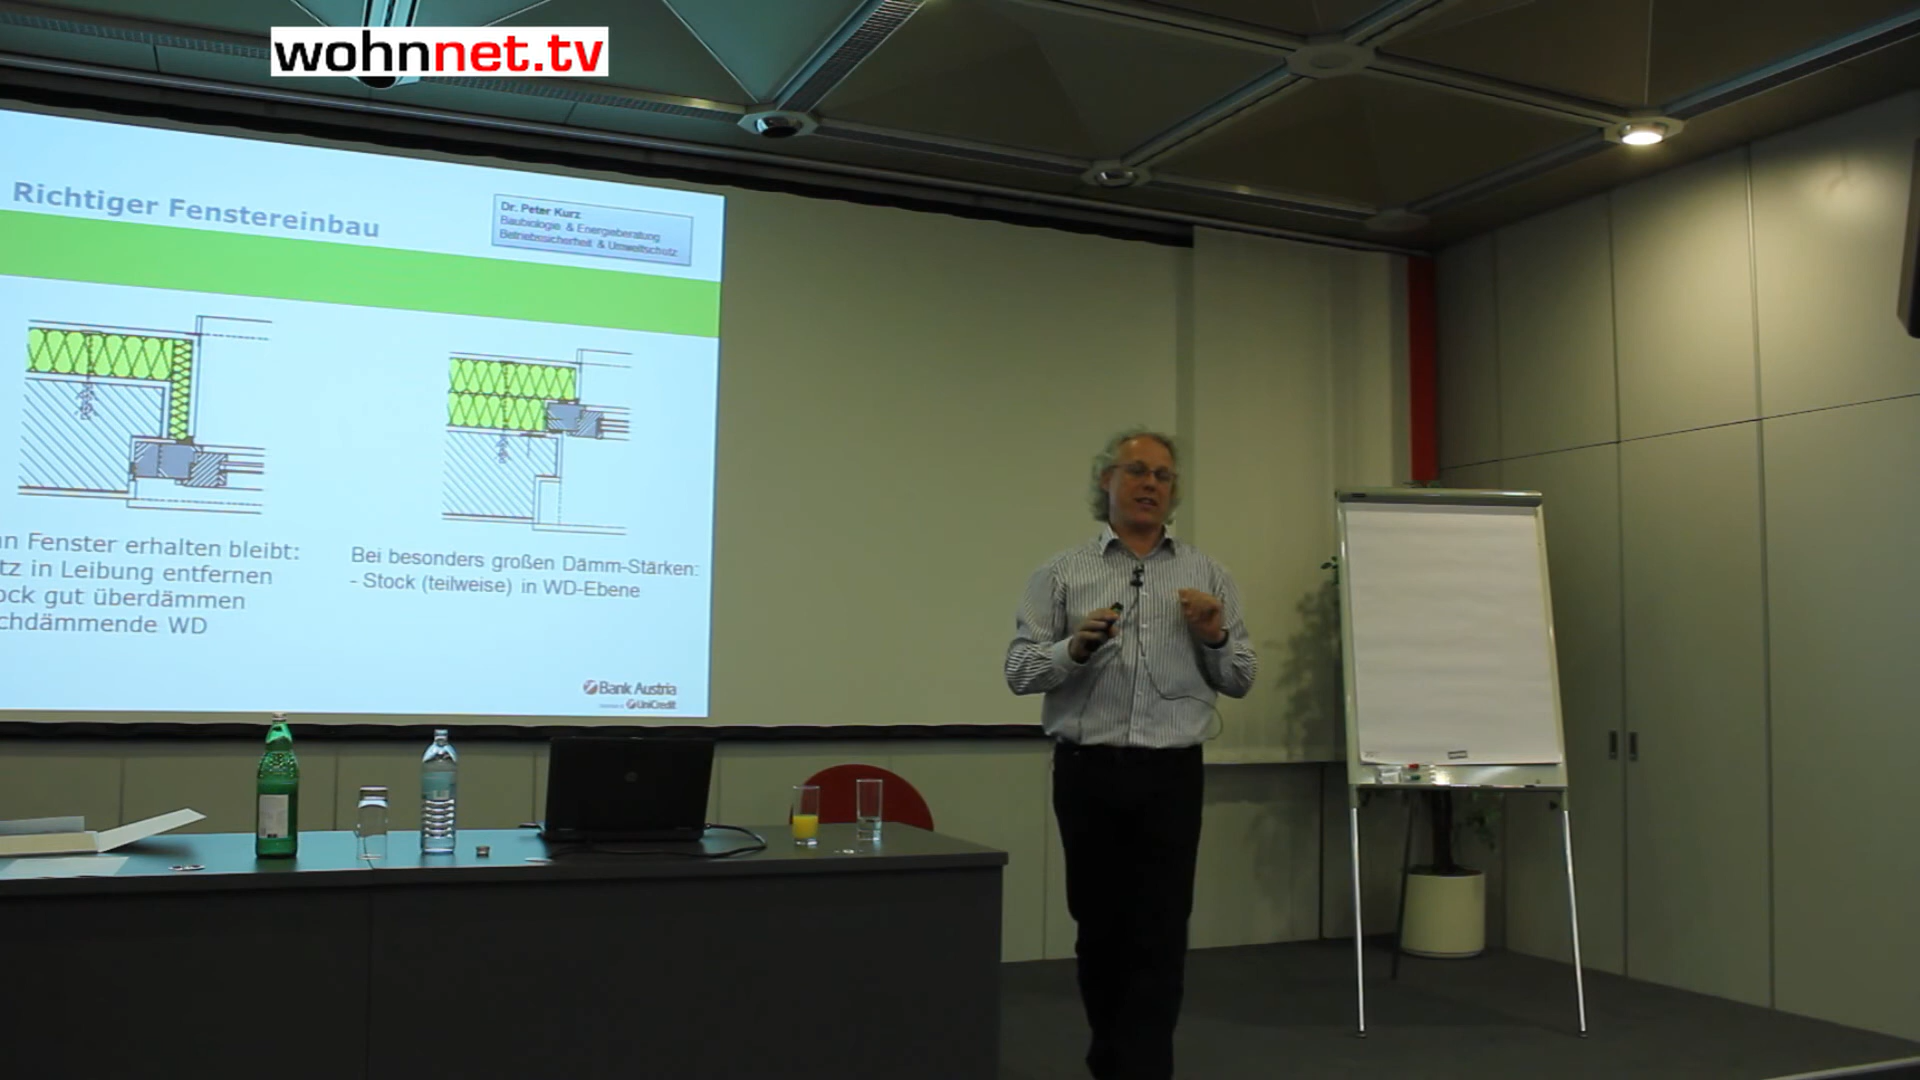 wohnnet.tv
Richtiger Fenstereinbau
Dr. Peter Kurz
Baubiologie & Energieberatung
Betriebssicherheit & Umweltschutz
n Fenster erhalten bleibt:
tz in Leibung entfernen
ock gut überdämmen
chdämmende WD
Bei besonders großen Dämm-Stärken:
- Stock (teilweise) in WD-Ebene
Bank Austria
UniCredit